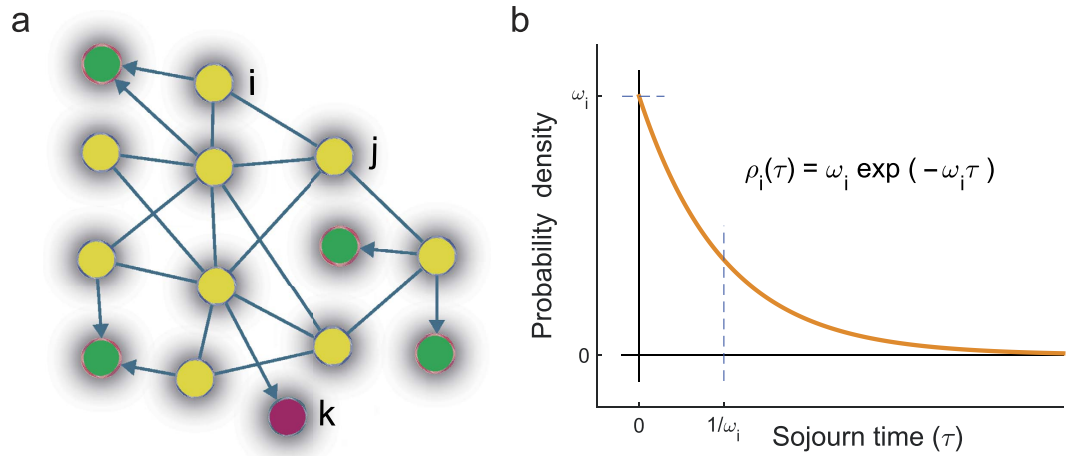 a
i
j
k
b
Probability density
ωᵢ
0
ρᵢ(τ) = ωᵢ exp ( −ωᵢτ )
0
1/ωᵢ
Sojourn time (τ)